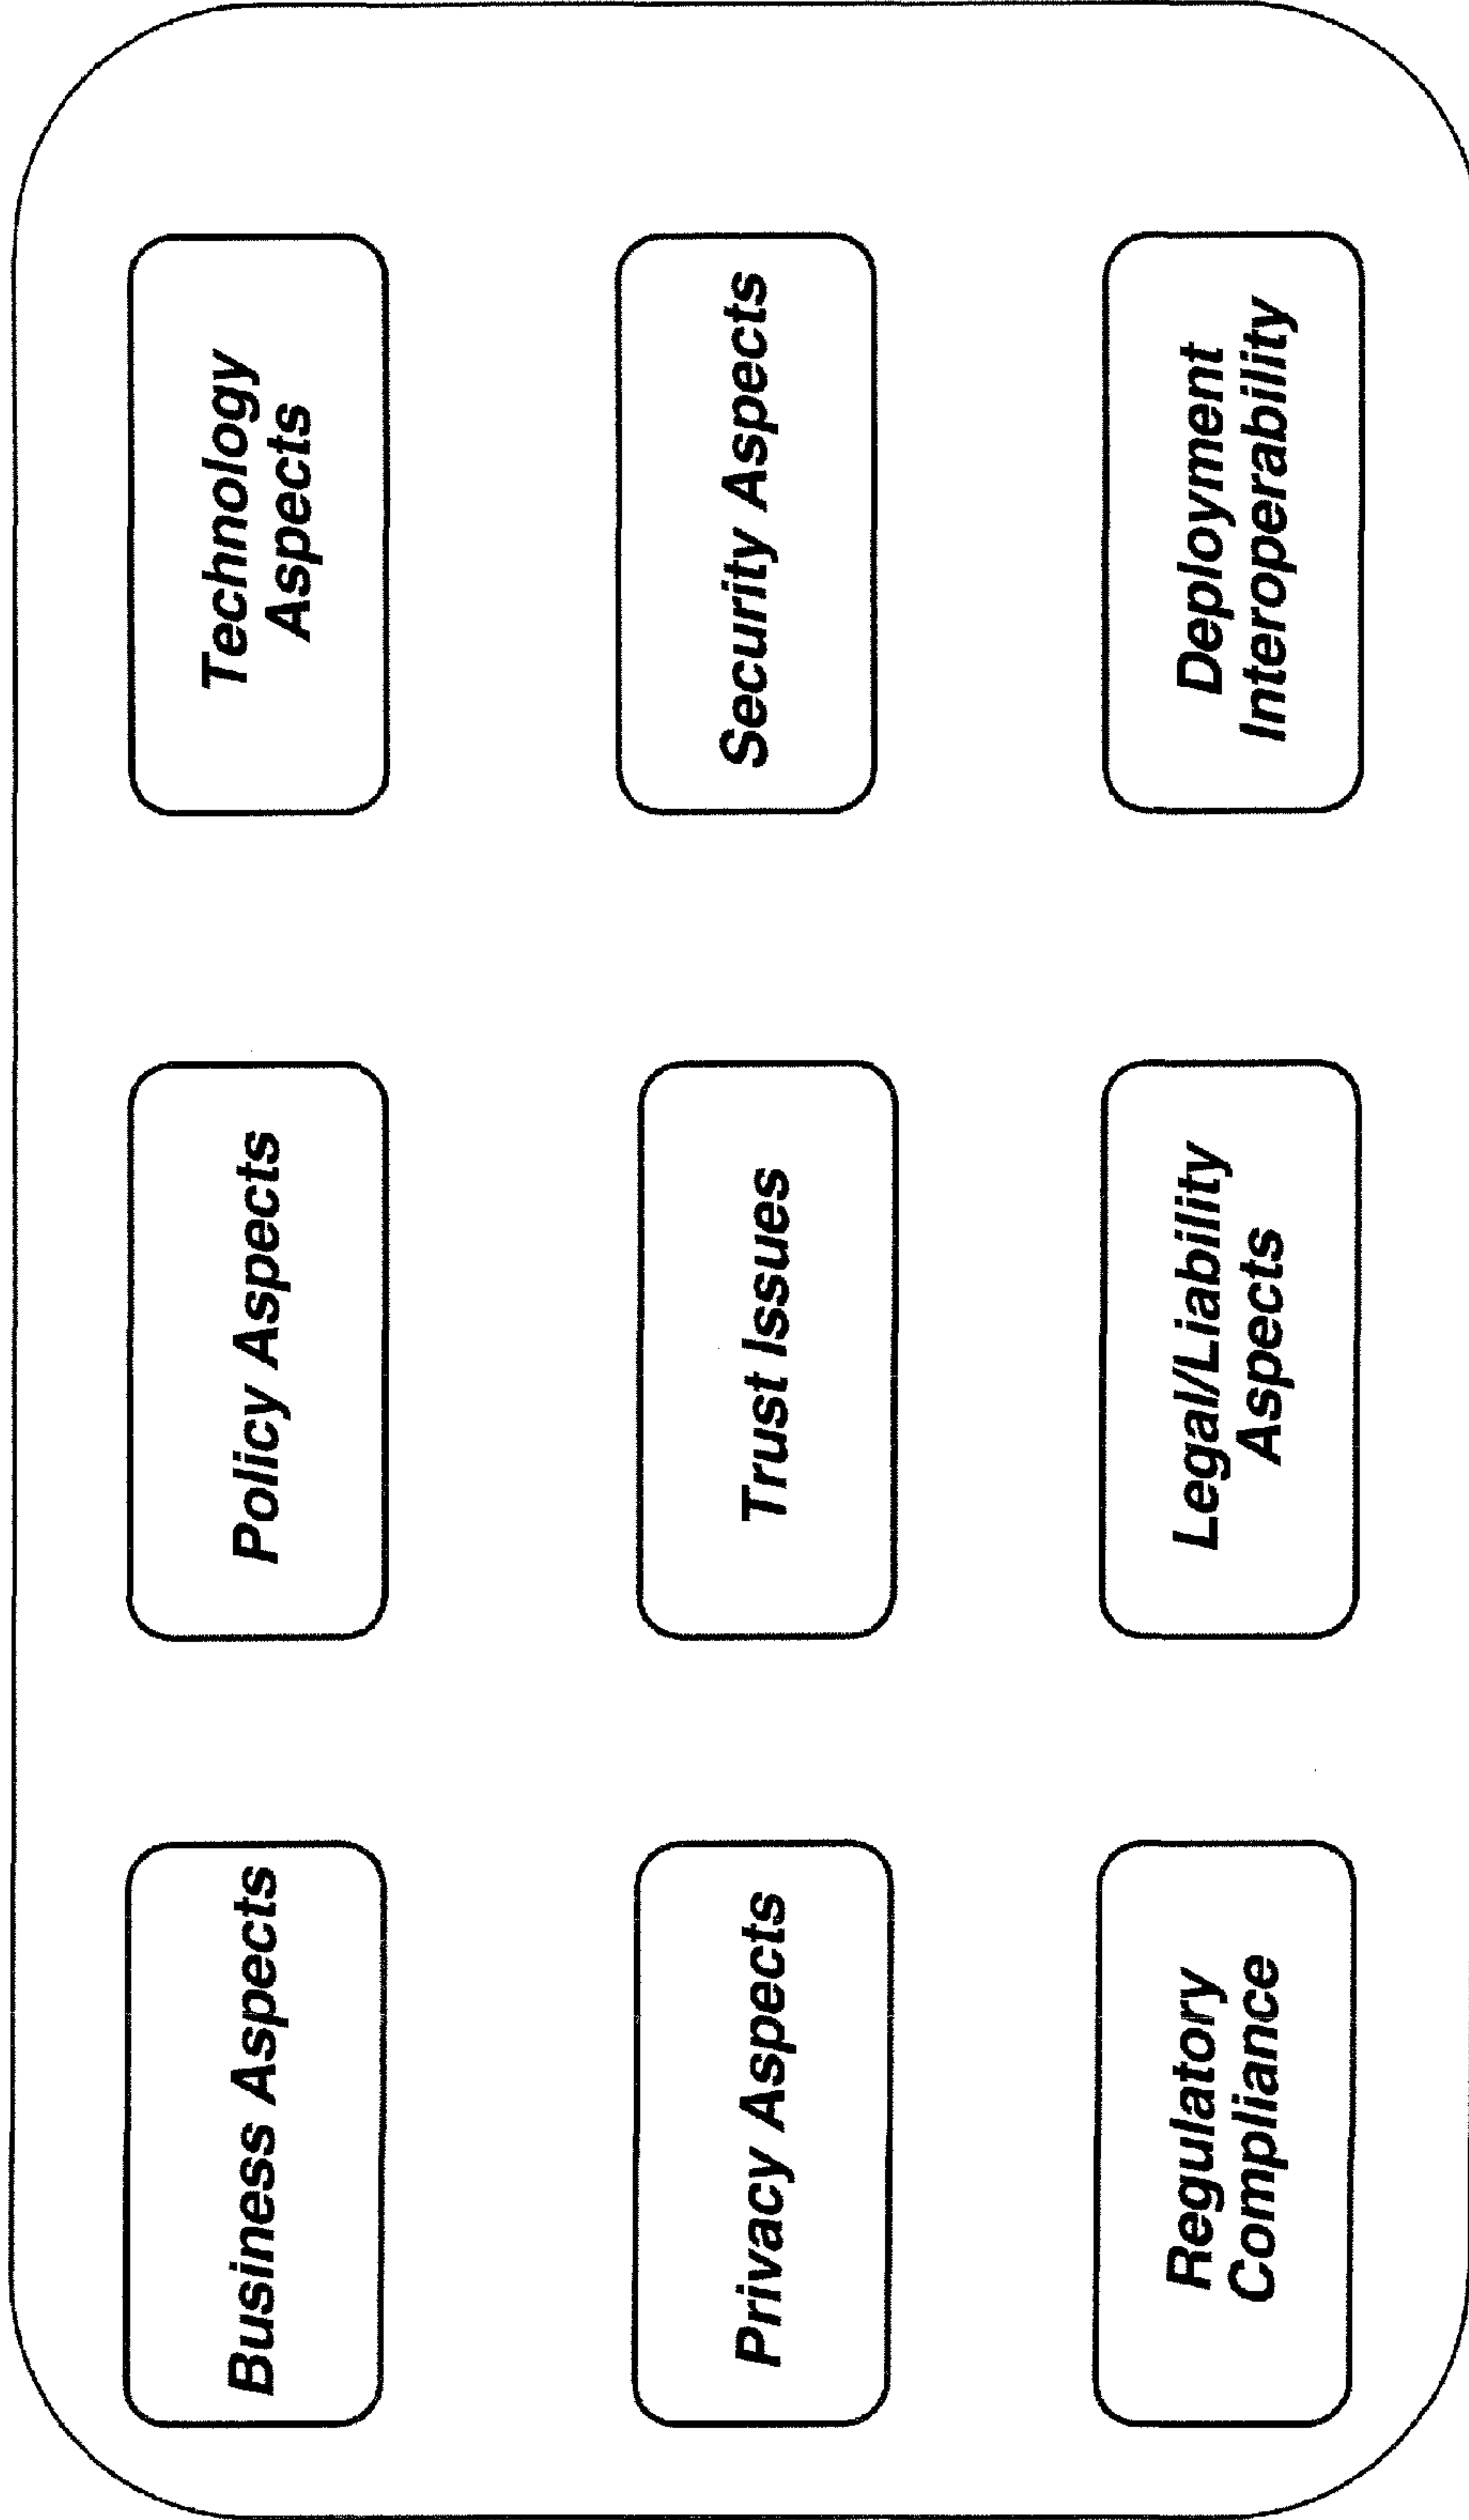 Business Aspects
Policy Aspects
Technology
Aspects
Privacy Aspects
Trust Issues
Security Aspects
Regulatory
Compliance
Legal/Liability
Aspects
Deployment
Interoperability